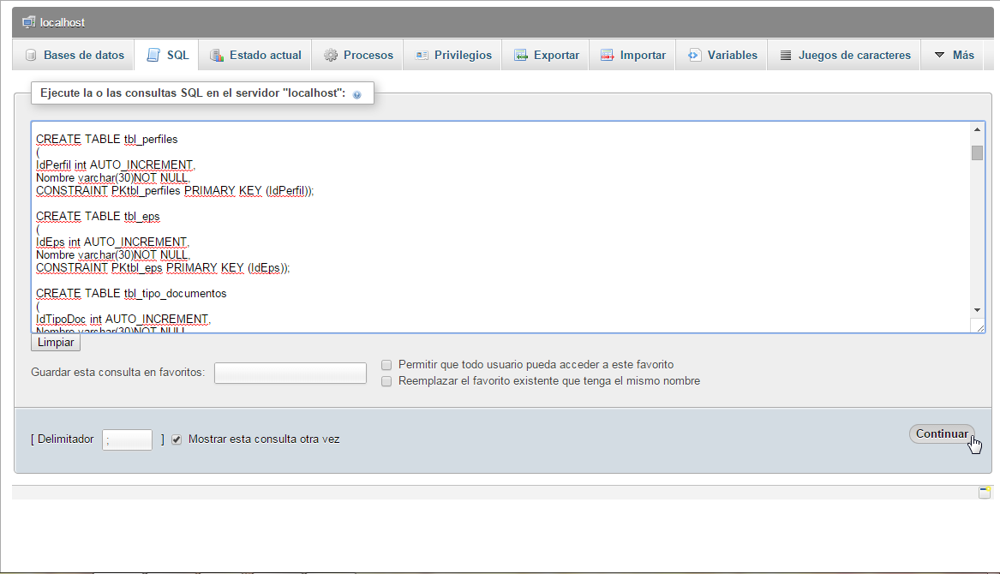 localhost
Bases de datos SQL Estado actual Procesos Privilegios Exportar Importar Variables Juegos de caracteres Más
Ejecute la o las consultas SQL en el servidor "localhost":
CREATE TABLE tbl_perfiles
(
IdPerfil int AUTO_INCREMENT,
Nombre varchar(30)NOT NULL,
CONSTRAINT PKtbl_perfiles PRIMARY KEY (IdPerfil));
CREATE TABLE tbl_eps
(
IdEps int AUTO_INCREMENT,
Nombre varchar(30)NOT NULL,
CONSTRAINT PKtbl_eps PRIMARY KEY (IdEps));
CREATE TABLE tbl_tipo_documentos
(
IdTipoDoc int AUTO_INCREMENT,
Nombre varchar(30)NOT NULL
Limpiar
Guardar esta consulta en favoritos:
Permitir que todo usuario pueda acceder a este favorito
Reemplazar el favorito existente que tenga el mismo nombre
[ Delimitador ; ] Mostrar esta consulta otra vez
Continuar